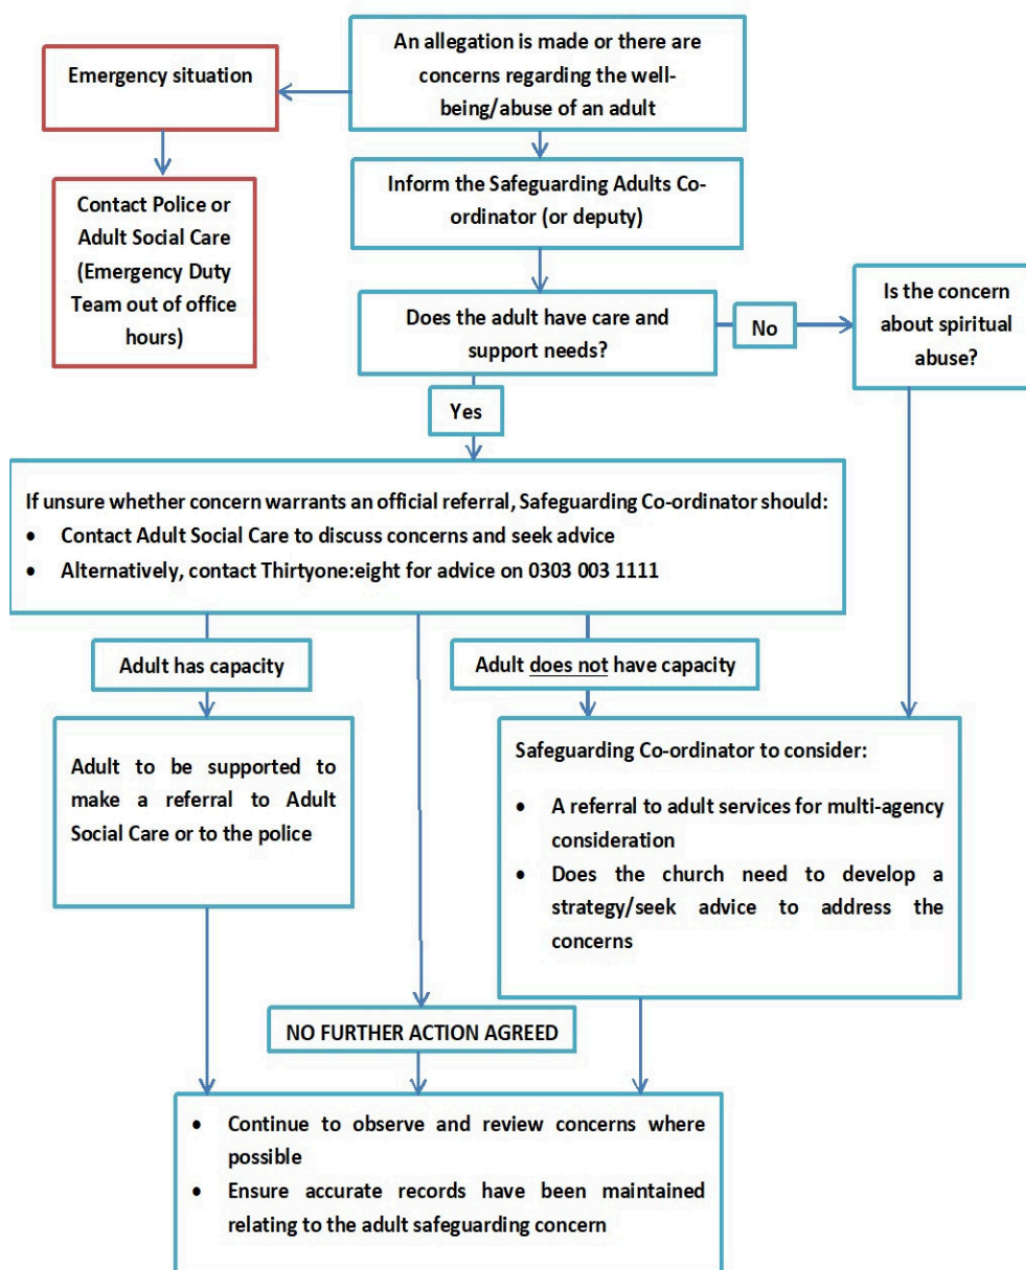 An allegation is made or there are
concerns regarding the well-
being/abuse of an adult
Emergency situation
Contact Police or
Adult Social Care
(Emergency Duty
Team out of office
hours)
Inform the Safeguarding Adults Co-
ordinator (or deputy)
Does the adult have care and
support needs?
No
Is the concern
about spiritual
abuse?
Yes
If unsure whether concern warrants an official referral, Safeguarding Co-ordinator should:
• Contact Adult Social Care to discuss concerns and seek advice
• Alternatively, contact Thirtyone:eight for advice on 0303 003 1111
Adult has capacity
Adult does not have capacity
Adult to be supported to
make a referral to Adult
Social Care or to the police
Safeguarding Co-ordinator to consider:
• A referral to adult services for multi-agency
consideration
• Does the church need to develop a
strategy/seek advice to address the
concerns
NO FURTHER ACTION AGREED
• Continue to observe and review concerns where
possible
• Ensure accurate records have been maintained
relating to the adult safeguarding concern